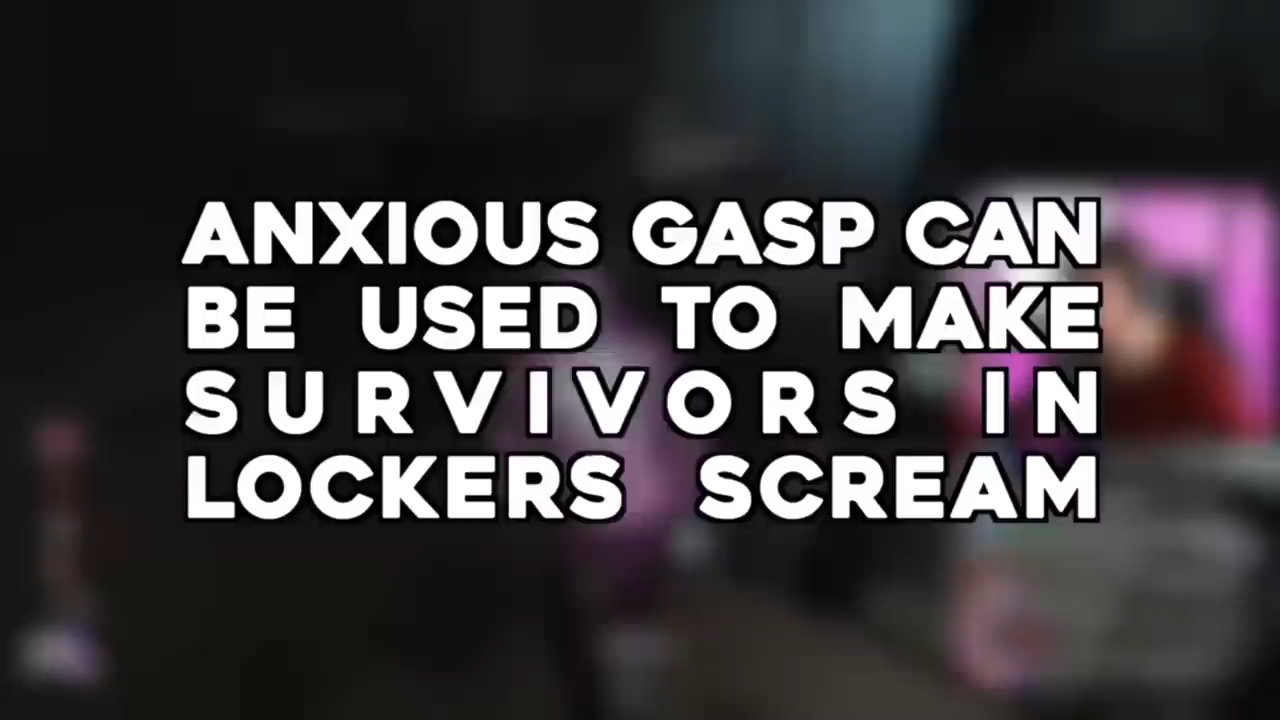 ANXIOUS GASP CAN
BE USED TO MAKE
SURVIVORS IN
LOCKERS SCREAM